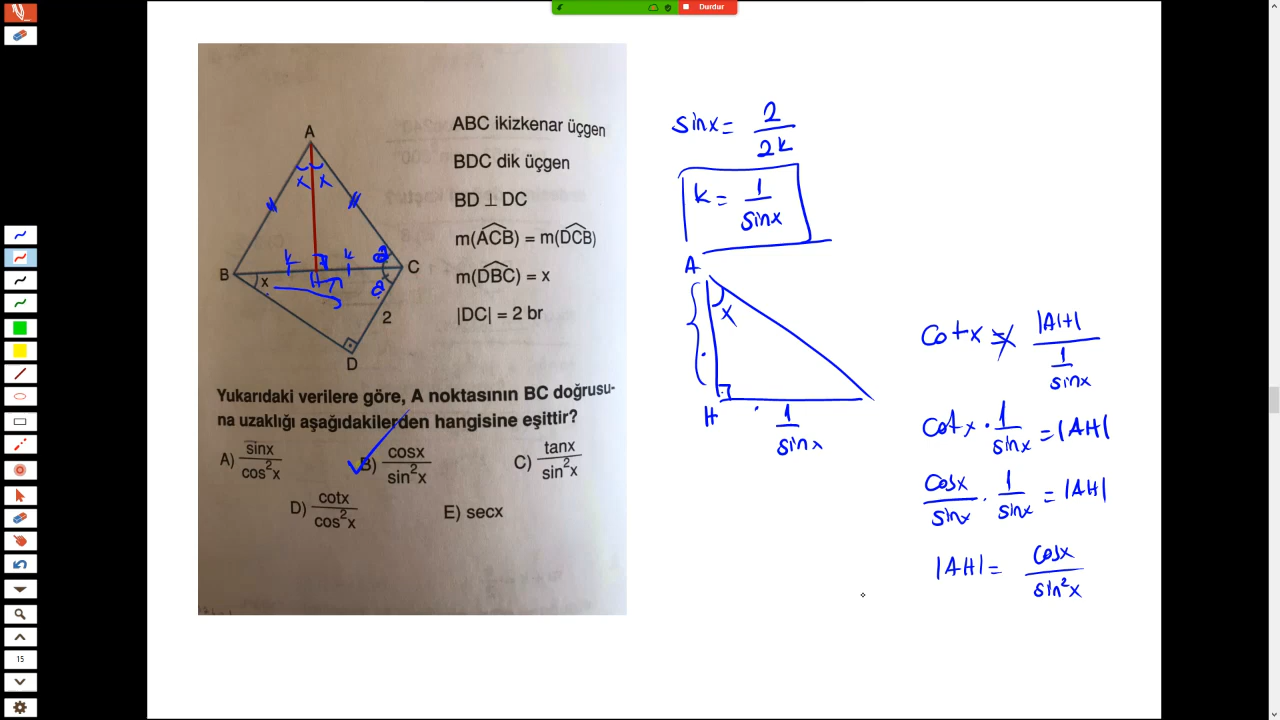 Durdur
A
x x
B
k k
C
x
H
2
D
ABC ikizkenar üçgen
BDC dik üçgen
BD ⊥ DC
m(ACB) = m(DCB)
m(DBC) = x
|DC| = 2 br
Yukarıdaki verilere göre, A noktasının BC doğrusu-
na uzaklığı aşağıdakilerden hangisine eşittir?
A) sinx/cos²x B) cosx/sin²x C) tanx/sin²x
D) cotx/cos²x E) secx
sinx = 2/2k
k = 1/sinx
A
x
H
1/sinx
cotx = |AH|/(1/sinx)
cotx · 1/sinx = |AH|
cosx/sinx · 1/sinx = |AH|
|AH| = cosx/sin²x
15